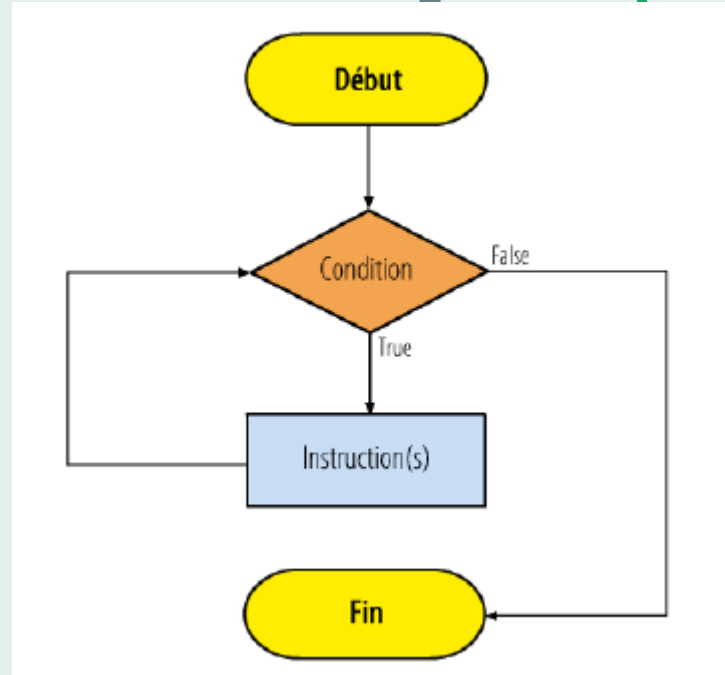 Début
Condition
False
True
Instruction(s)
Fin